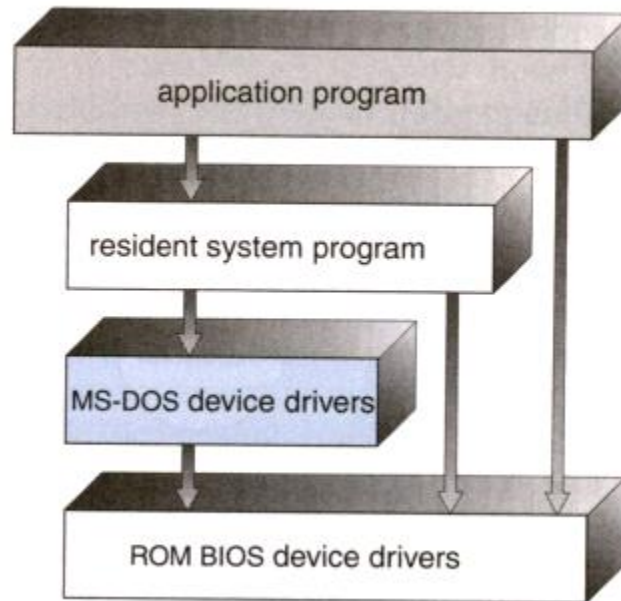 application program
resident system program
MS-DOS device drivers
ROM BIOS device drivers